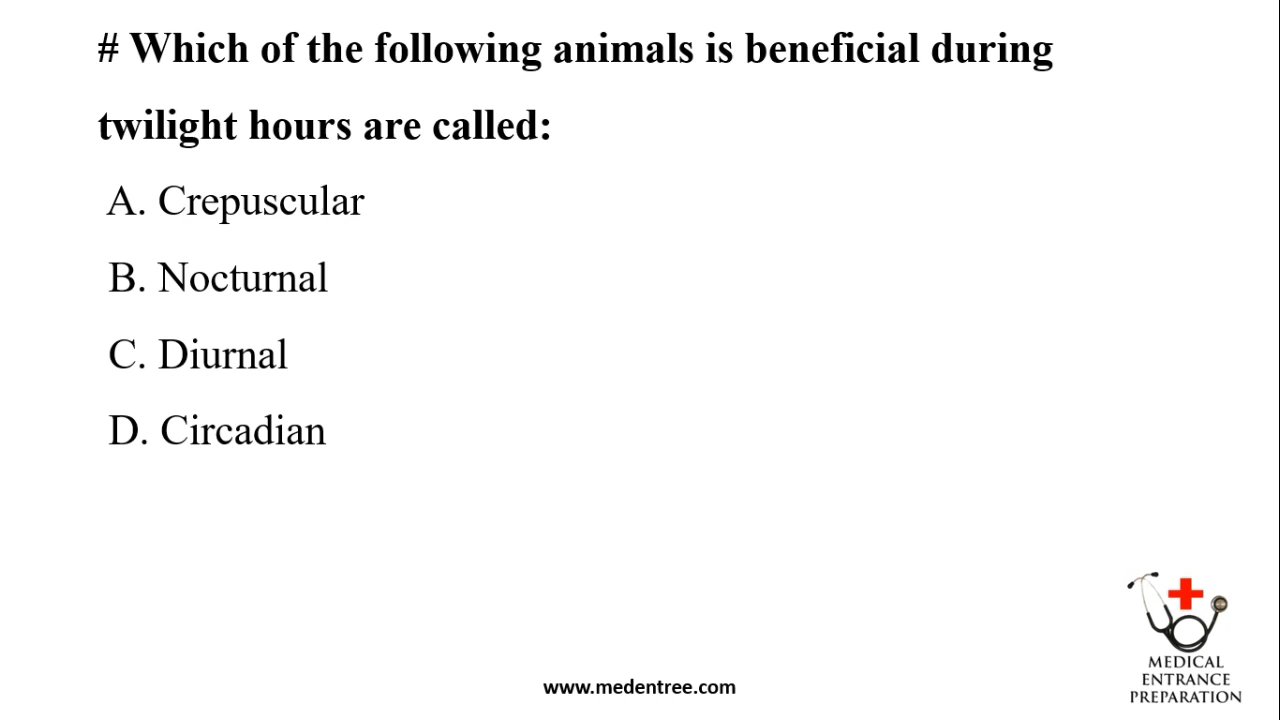 # Which of the following animals is beneficial during
twilight hours are called:
A. Crepuscular
B. Nocturnal
C. Diurnal
D. Circadian
MEDICAL
ENTRANCE
PREPARATION
www.medentree.com